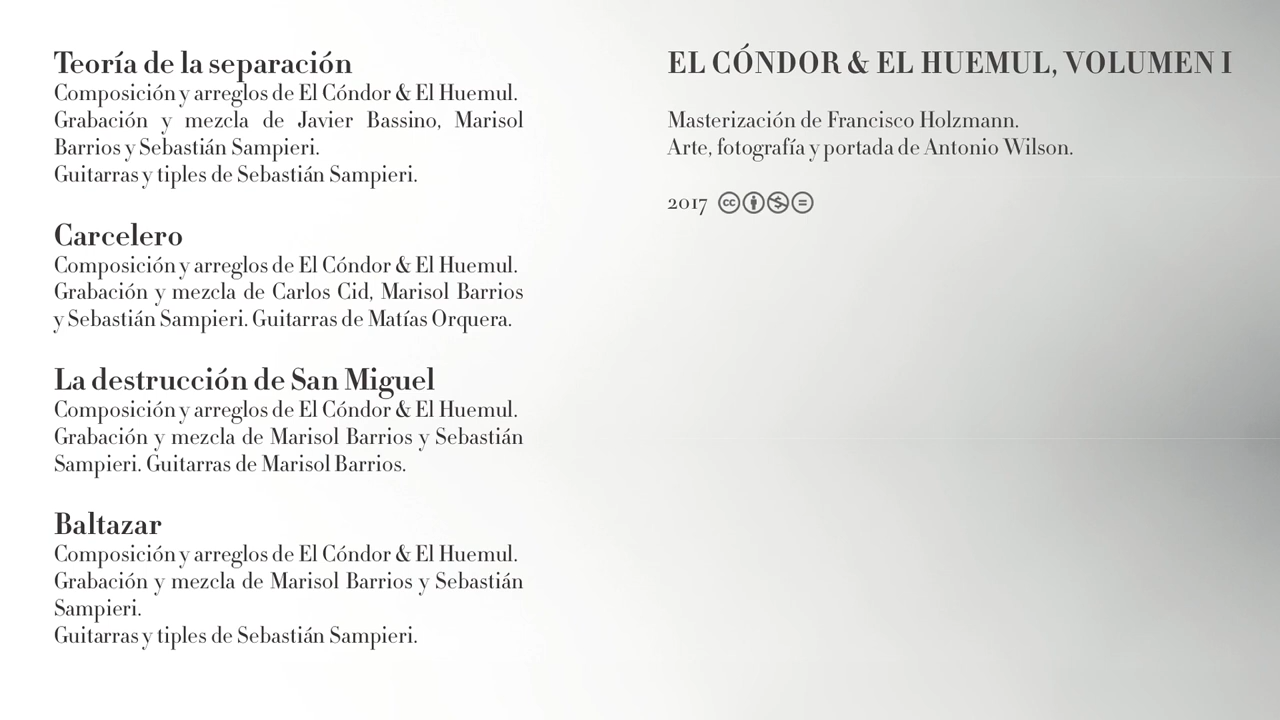 Teoría de la separación
Composición y arreglos de El Cóndor & El Huemul.
Grabación y mezcla de Javier Bassino, Marisol
Barrios y Sebastián Sampieri.
Guitarras y tiples de Sebastián Sampieri.
Carcelero
Composición y arreglos de El Cóndor & El Huemul.
Grabación y mezcla de Carlos Cid, Marisol Barrios
y Sebastián Sampieri. Guitarras de Matías Orquera.
La destrucción de San Miguel
Composición y arreglos de El Cóndor & El Huemul.
Grabación y mezcla de Marisol Barrios y Sebastián
Sampieri. Guitarras de Marisol Barrios.
Baltazar
Composición y arreglos de El Cóndor & El Huemul.
Grabación y mezcla de Marisol Barrios y Sebastián
Sampieri.
Guitarras y tiples de Sebastián Sampieri.
EL CÓNDOR & EL HUEMUL, VOLUMEN I
Masterización de Francisco Holzmann.
Arte, fotografía y portada de Antonio Wilson.
2017 cc